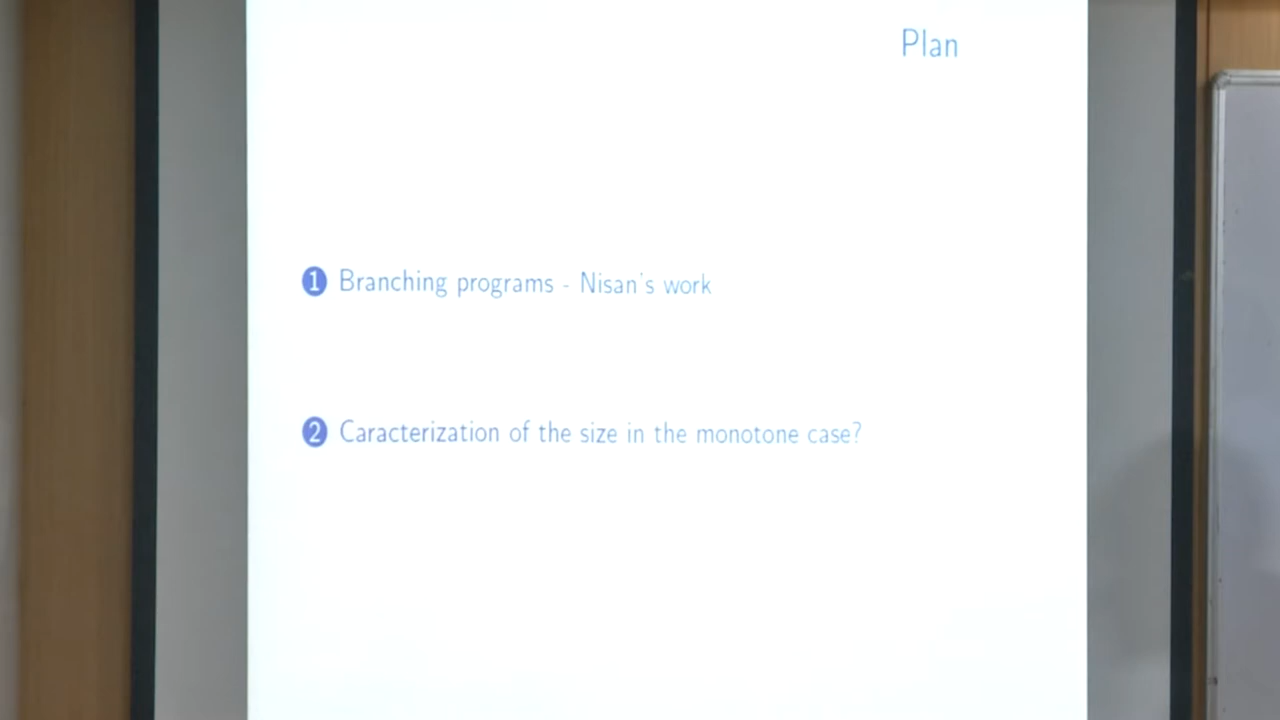 Plan
1 Branching programs - Nisan's work
2 Caracterization of the size in the monotone case?